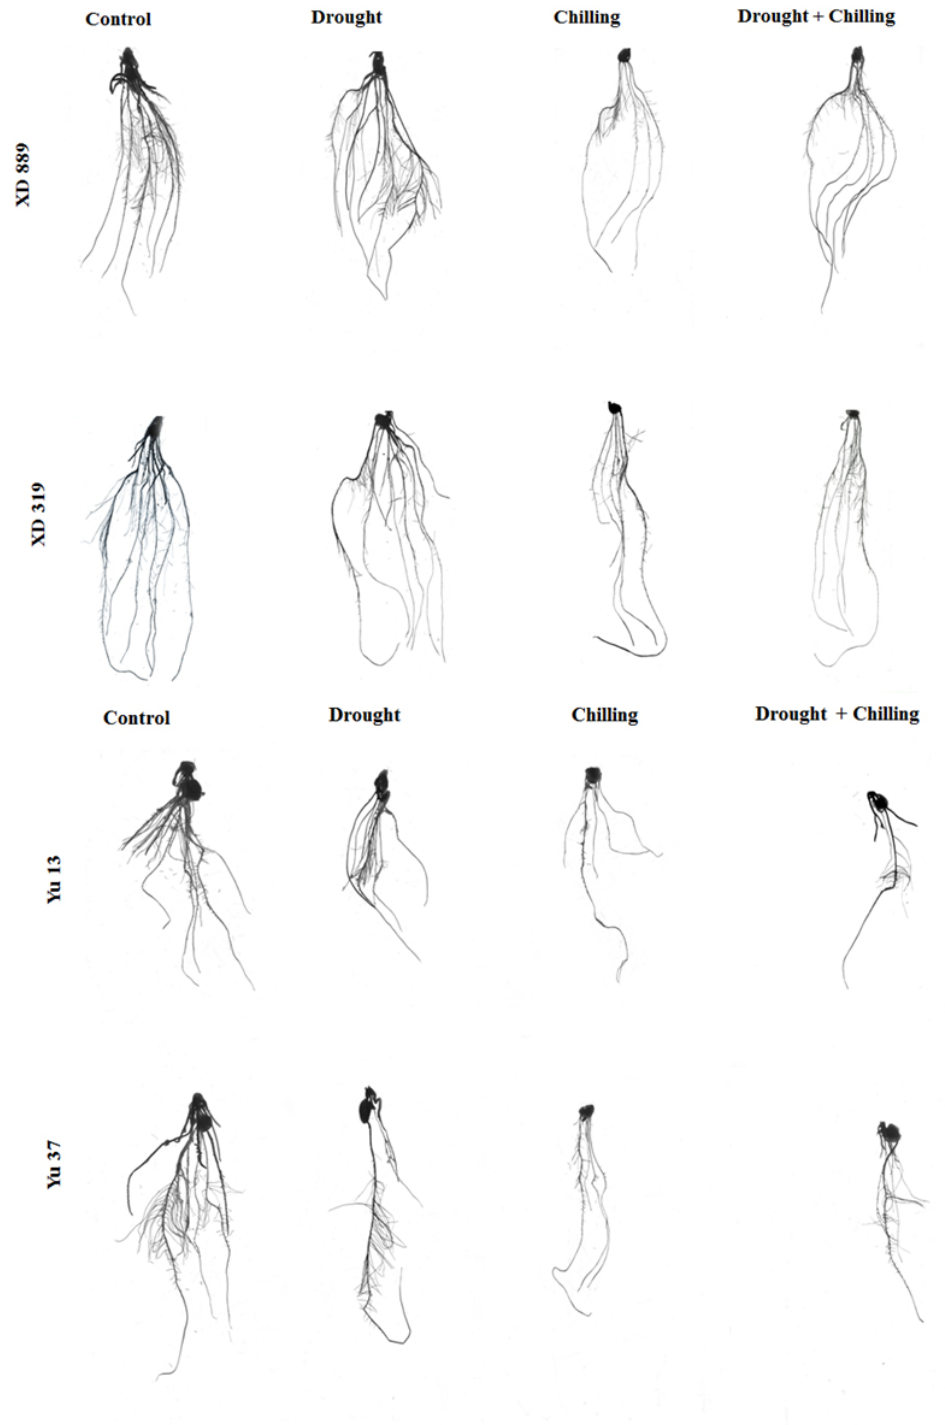 Control Drought Chilling Drought + Chilling
XD 889
XD 319
Control Drought Chilling Drought + Chilling
Yu 13
Yu 37